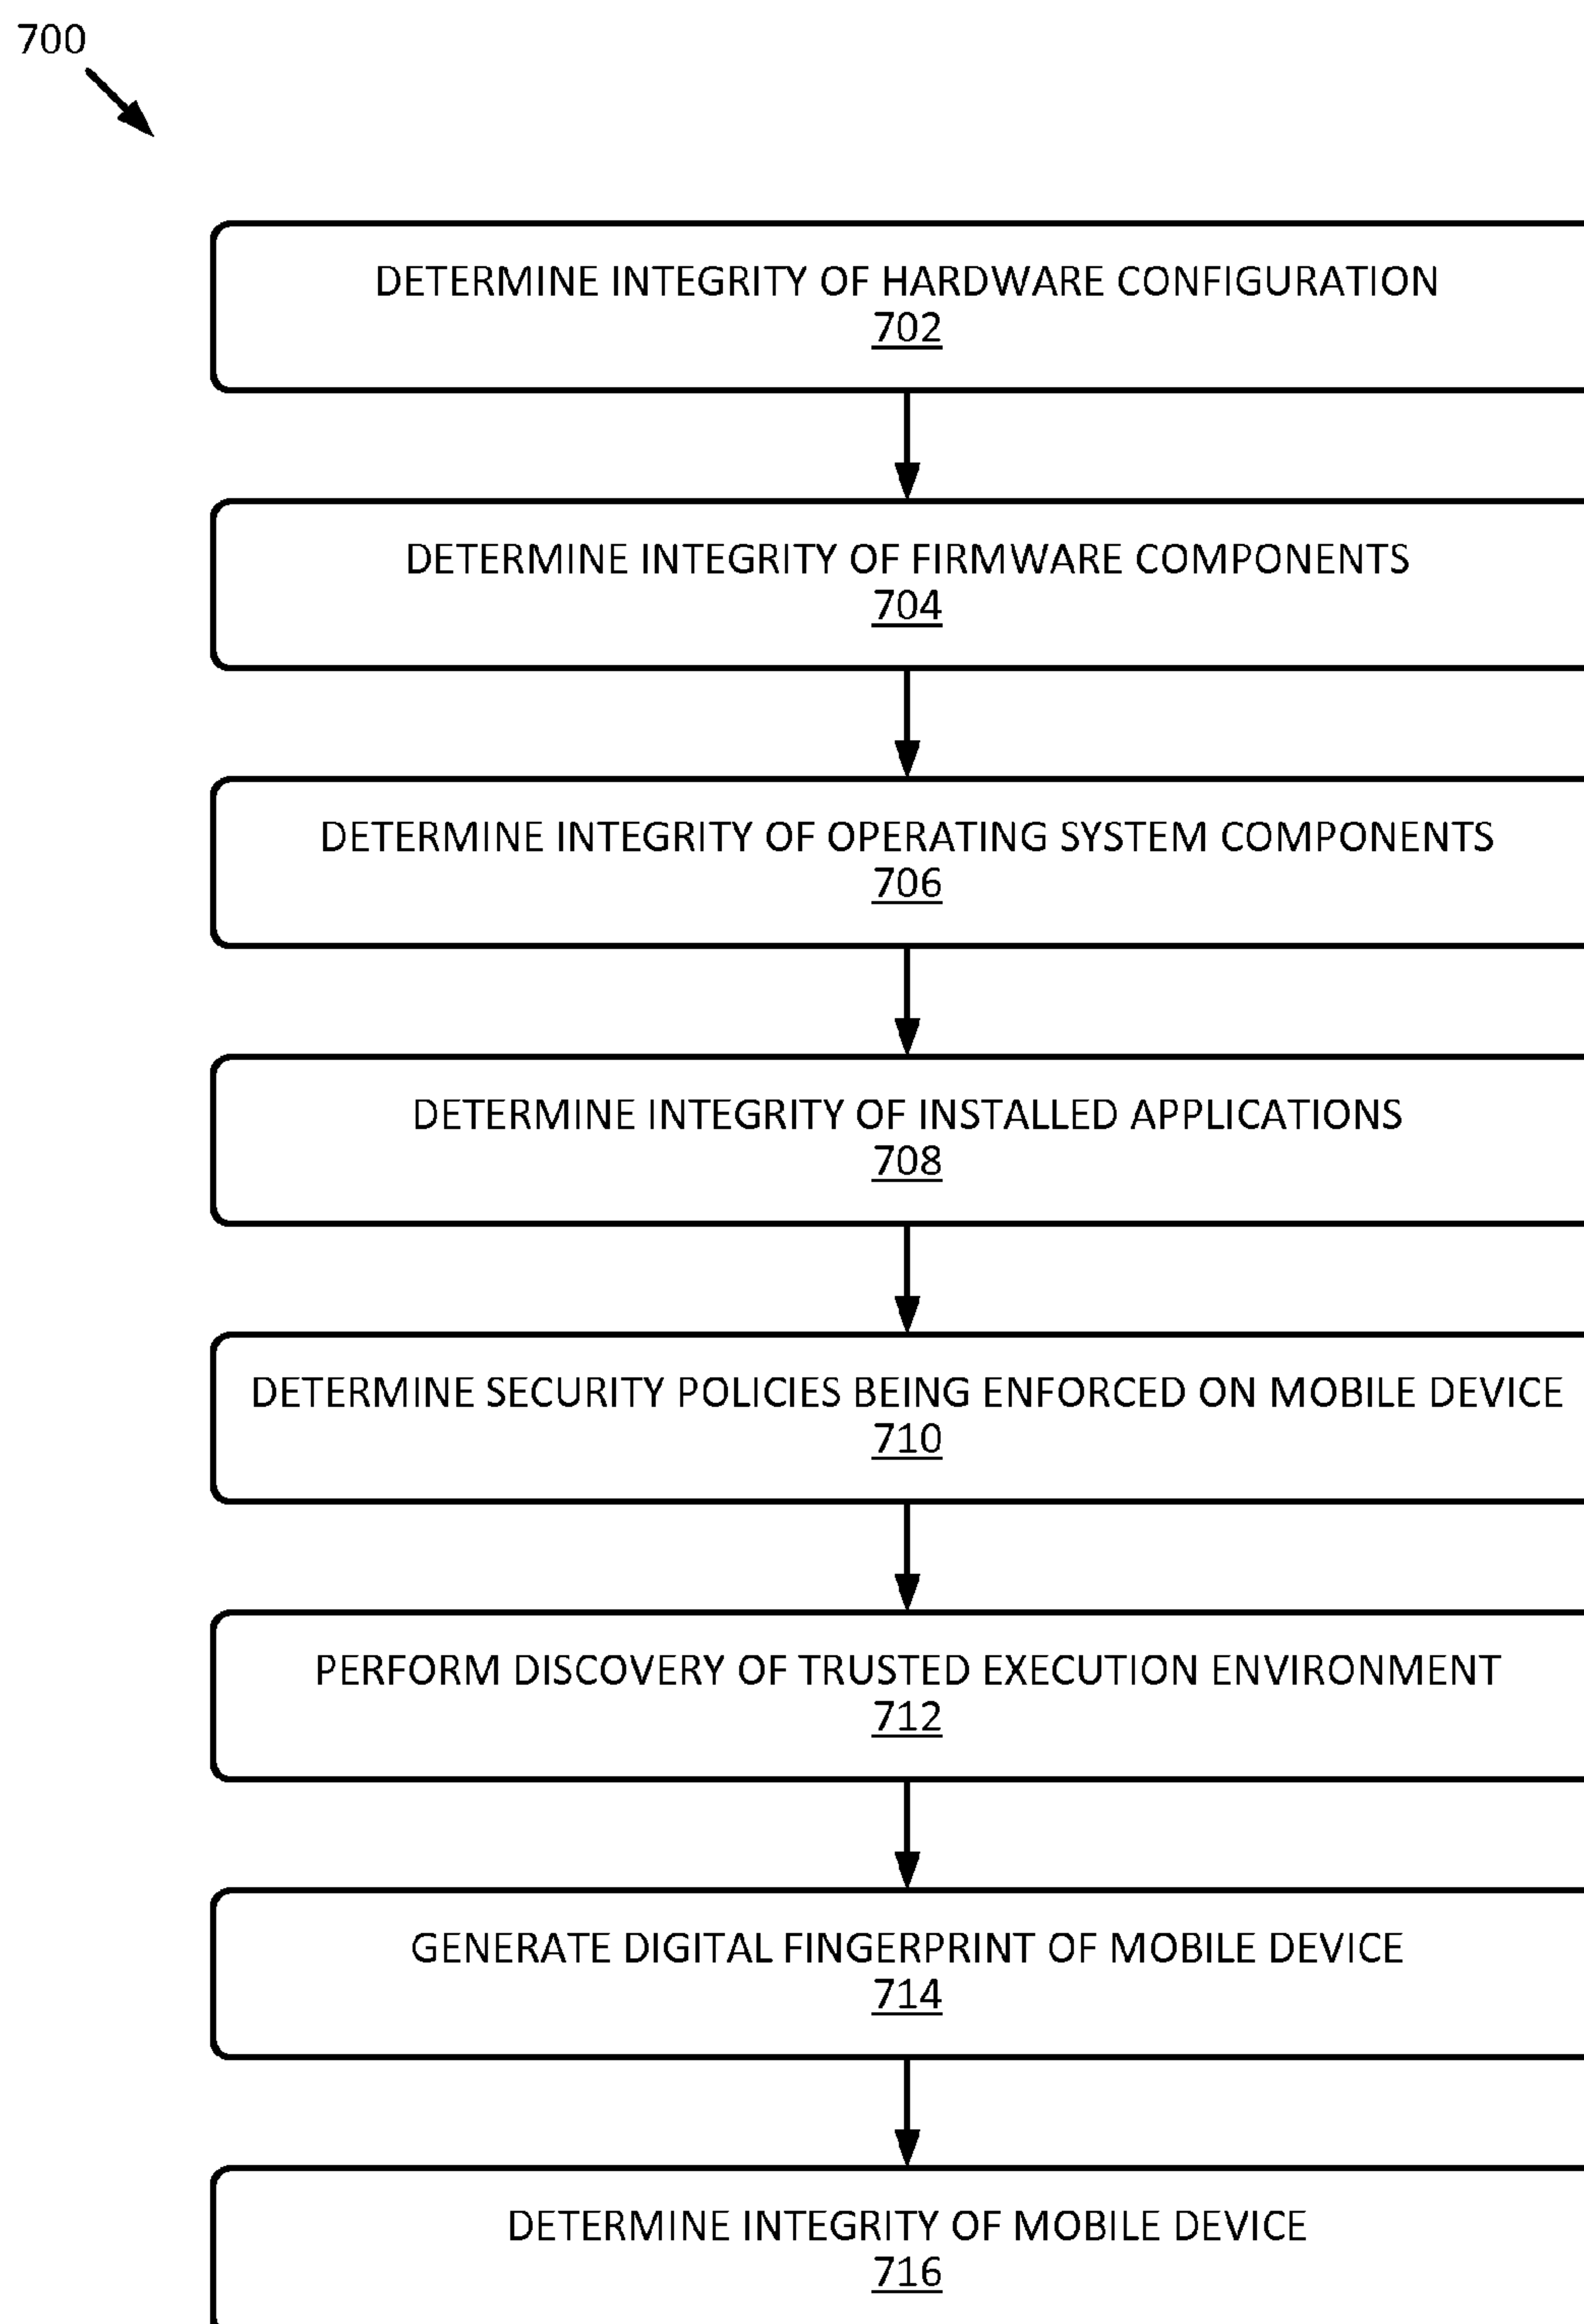 700
DETERMINE INTEGRITY OF HARDWARE CONFIGURATION
702
DETERMINE INTEGRITY OF FIRMWARE COMPONENTS
704
DETERMINE INTEGRITY OF OPERATING SYSTEM COMPONENTS
706
DETERMINE INTEGRITY OF INSTALLED APPLICATIONS
708
DETERMINE SECURITY POLICIES BEING ENFORCED ON MOBILE DEVICE
710
PERFORM DISCOVERY OF TRUSTED EXECUTION ENVIRONMENT
712
GENERATE DIGITAL FINGERPRINT OF MOBILE DEVICE
714
DETERMINE INTEGRITY OF MOBILE DEVICE
716